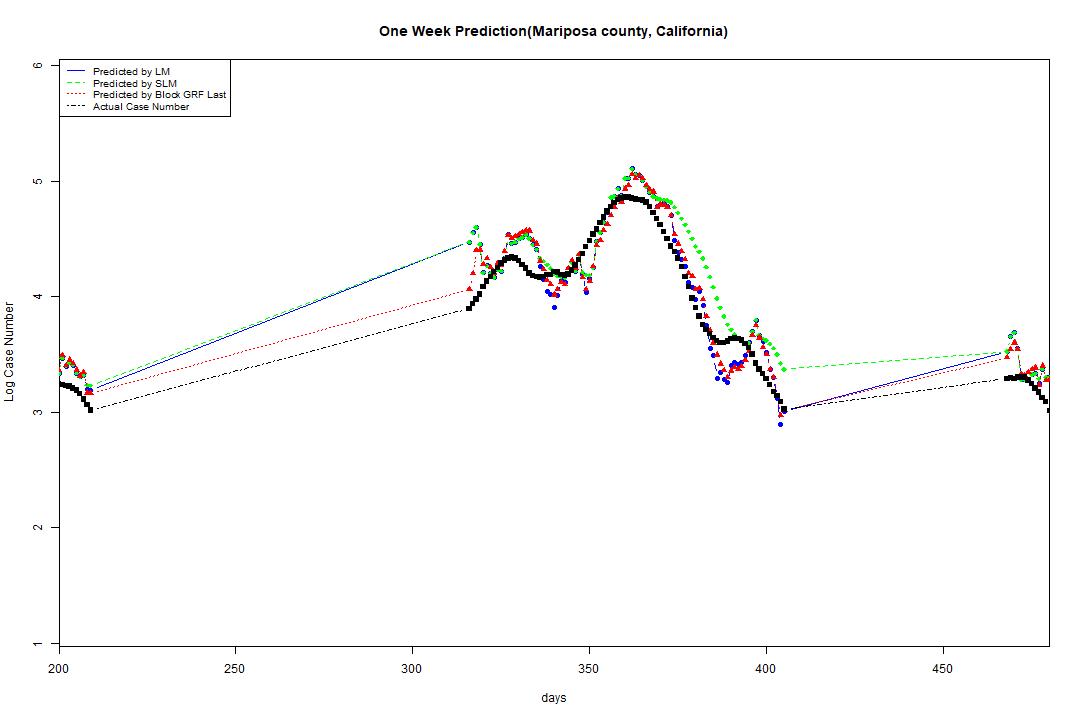 One Week Prediction(Mariposa county, California)
Predicted by LM
Predicted by SLM
Predicted by Block GRF Last
Actual Case Number
Log Case Number
6
5
4
3
2
1
200 250 300 350 400 450
days